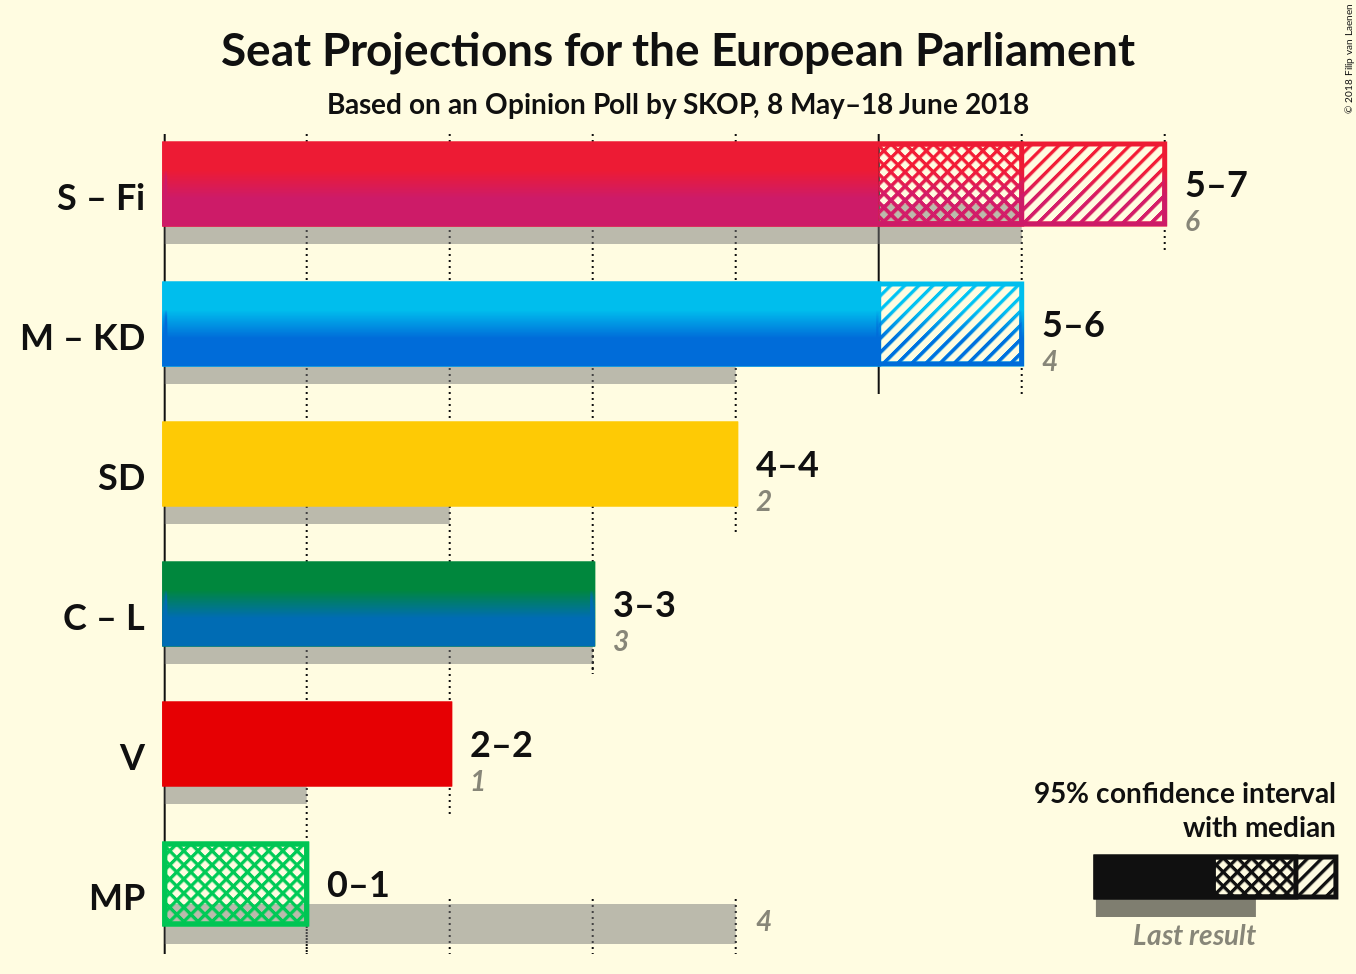 Seat Projections for the European Parliament
Based on an Opinion Poll by SKOP, 8 May–18 June 2018
© 2018 Filip van Laenen
S – Fi
5–7
6
M – KD
5–6
4
SD
4–4
2
C – L
3–3
3
V
2–2
1
MP
0–1
4
95% confidence interval
with median
Last result